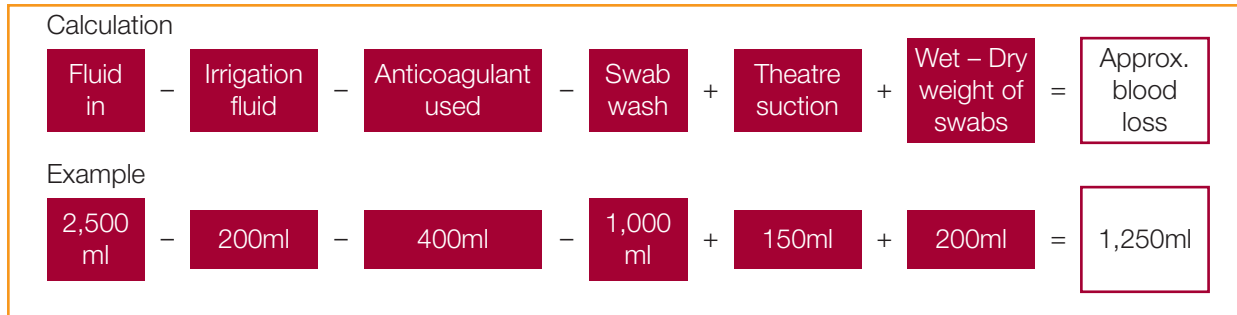 Calculation
Fluid in – Irrigation fluid – Anticoagulant used – Swab wash + Theatre suction + Wet – Dry weight of swabs = Approx. blood loss
Example
2,500 ml – 200ml – 400ml – 1,000 ml + 150ml + 200ml = 1,250ml